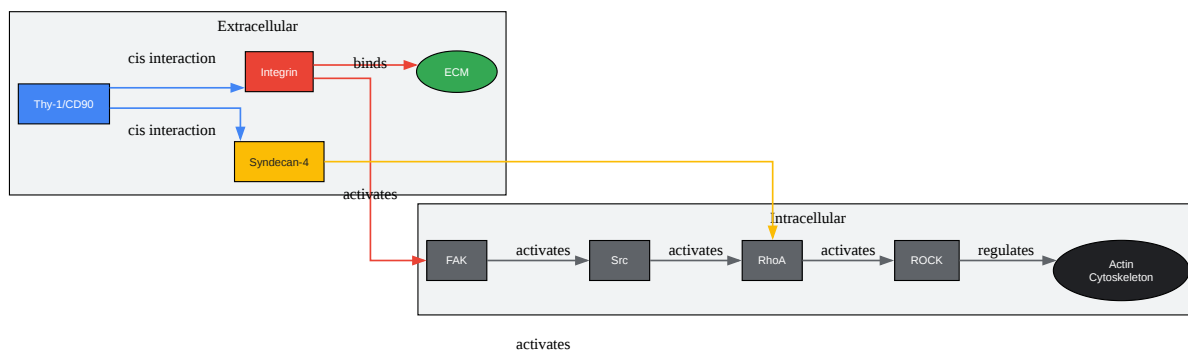 Extracellular
cis interaction
Integrin
binds
ECM
Thy-1/CD90
cis interaction
Syndecan-4
activates
Intracellular
FAK
activates
Src
activates
RhoA
activates
ROCK
regulates
Actin
Cytoskeleton
activates